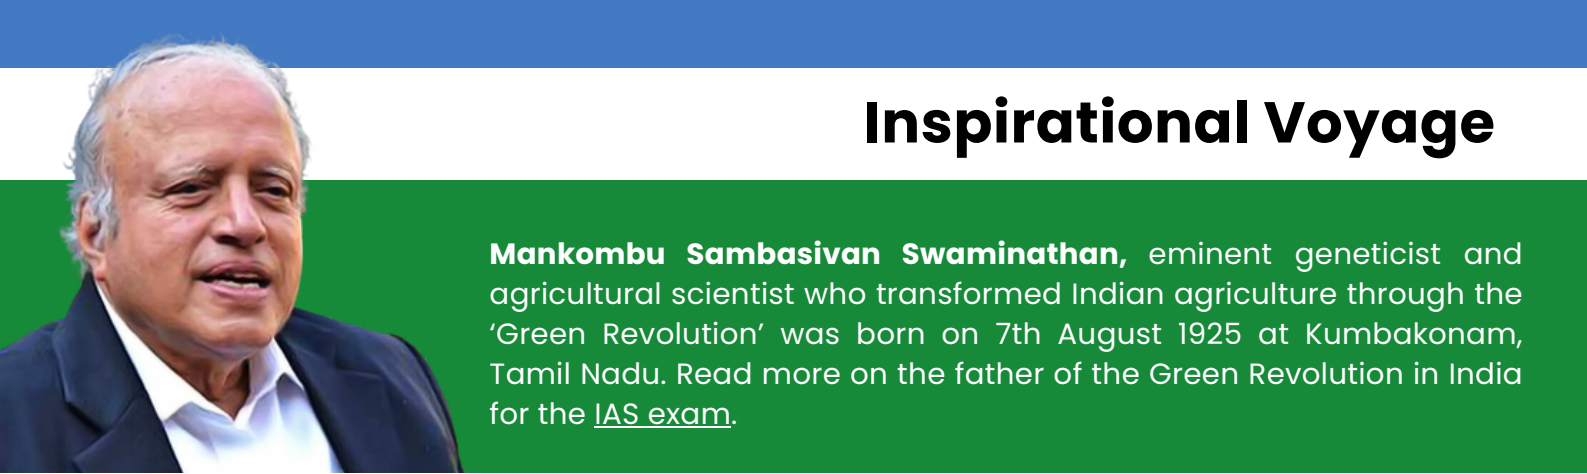 Inspirational Voyage
Mankombu Sambasivan Swaminathan, eminent geneticist and
agricultural scientist who transformed Indian agriculture through the
‘Green Revolution’ was born on 7th August 1925 at Kumbakonam,
Tamil Nadu. Read more on the father of the Green Revolution in India
for the IAS exam.